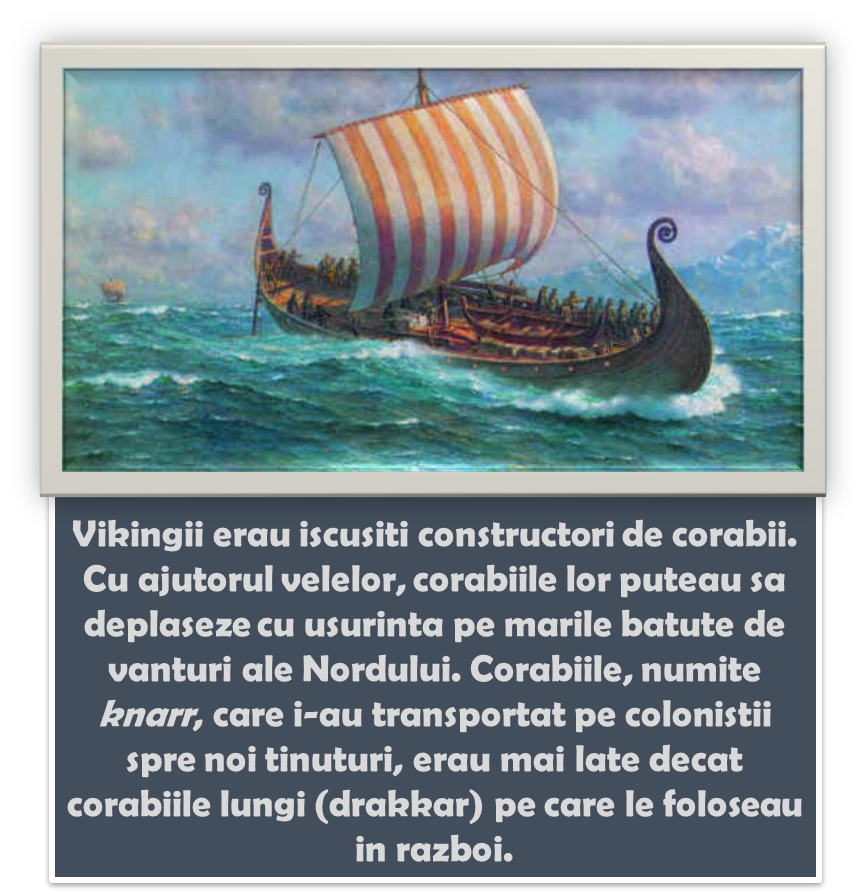 Vikingii erau iscusiti constructori de corabii.
Cu ajutorul velelor, corabiile lor puteau sa
deplaseze cu usurinta pe marile batute de
vanturi ale Nordului. Corabiile, numite
knarr, care i-au transportat pe colonistii
spre noi tinuturi, erau mai late decat
corabiile lungi (drakkar) pe care le foloseau
in razboi.